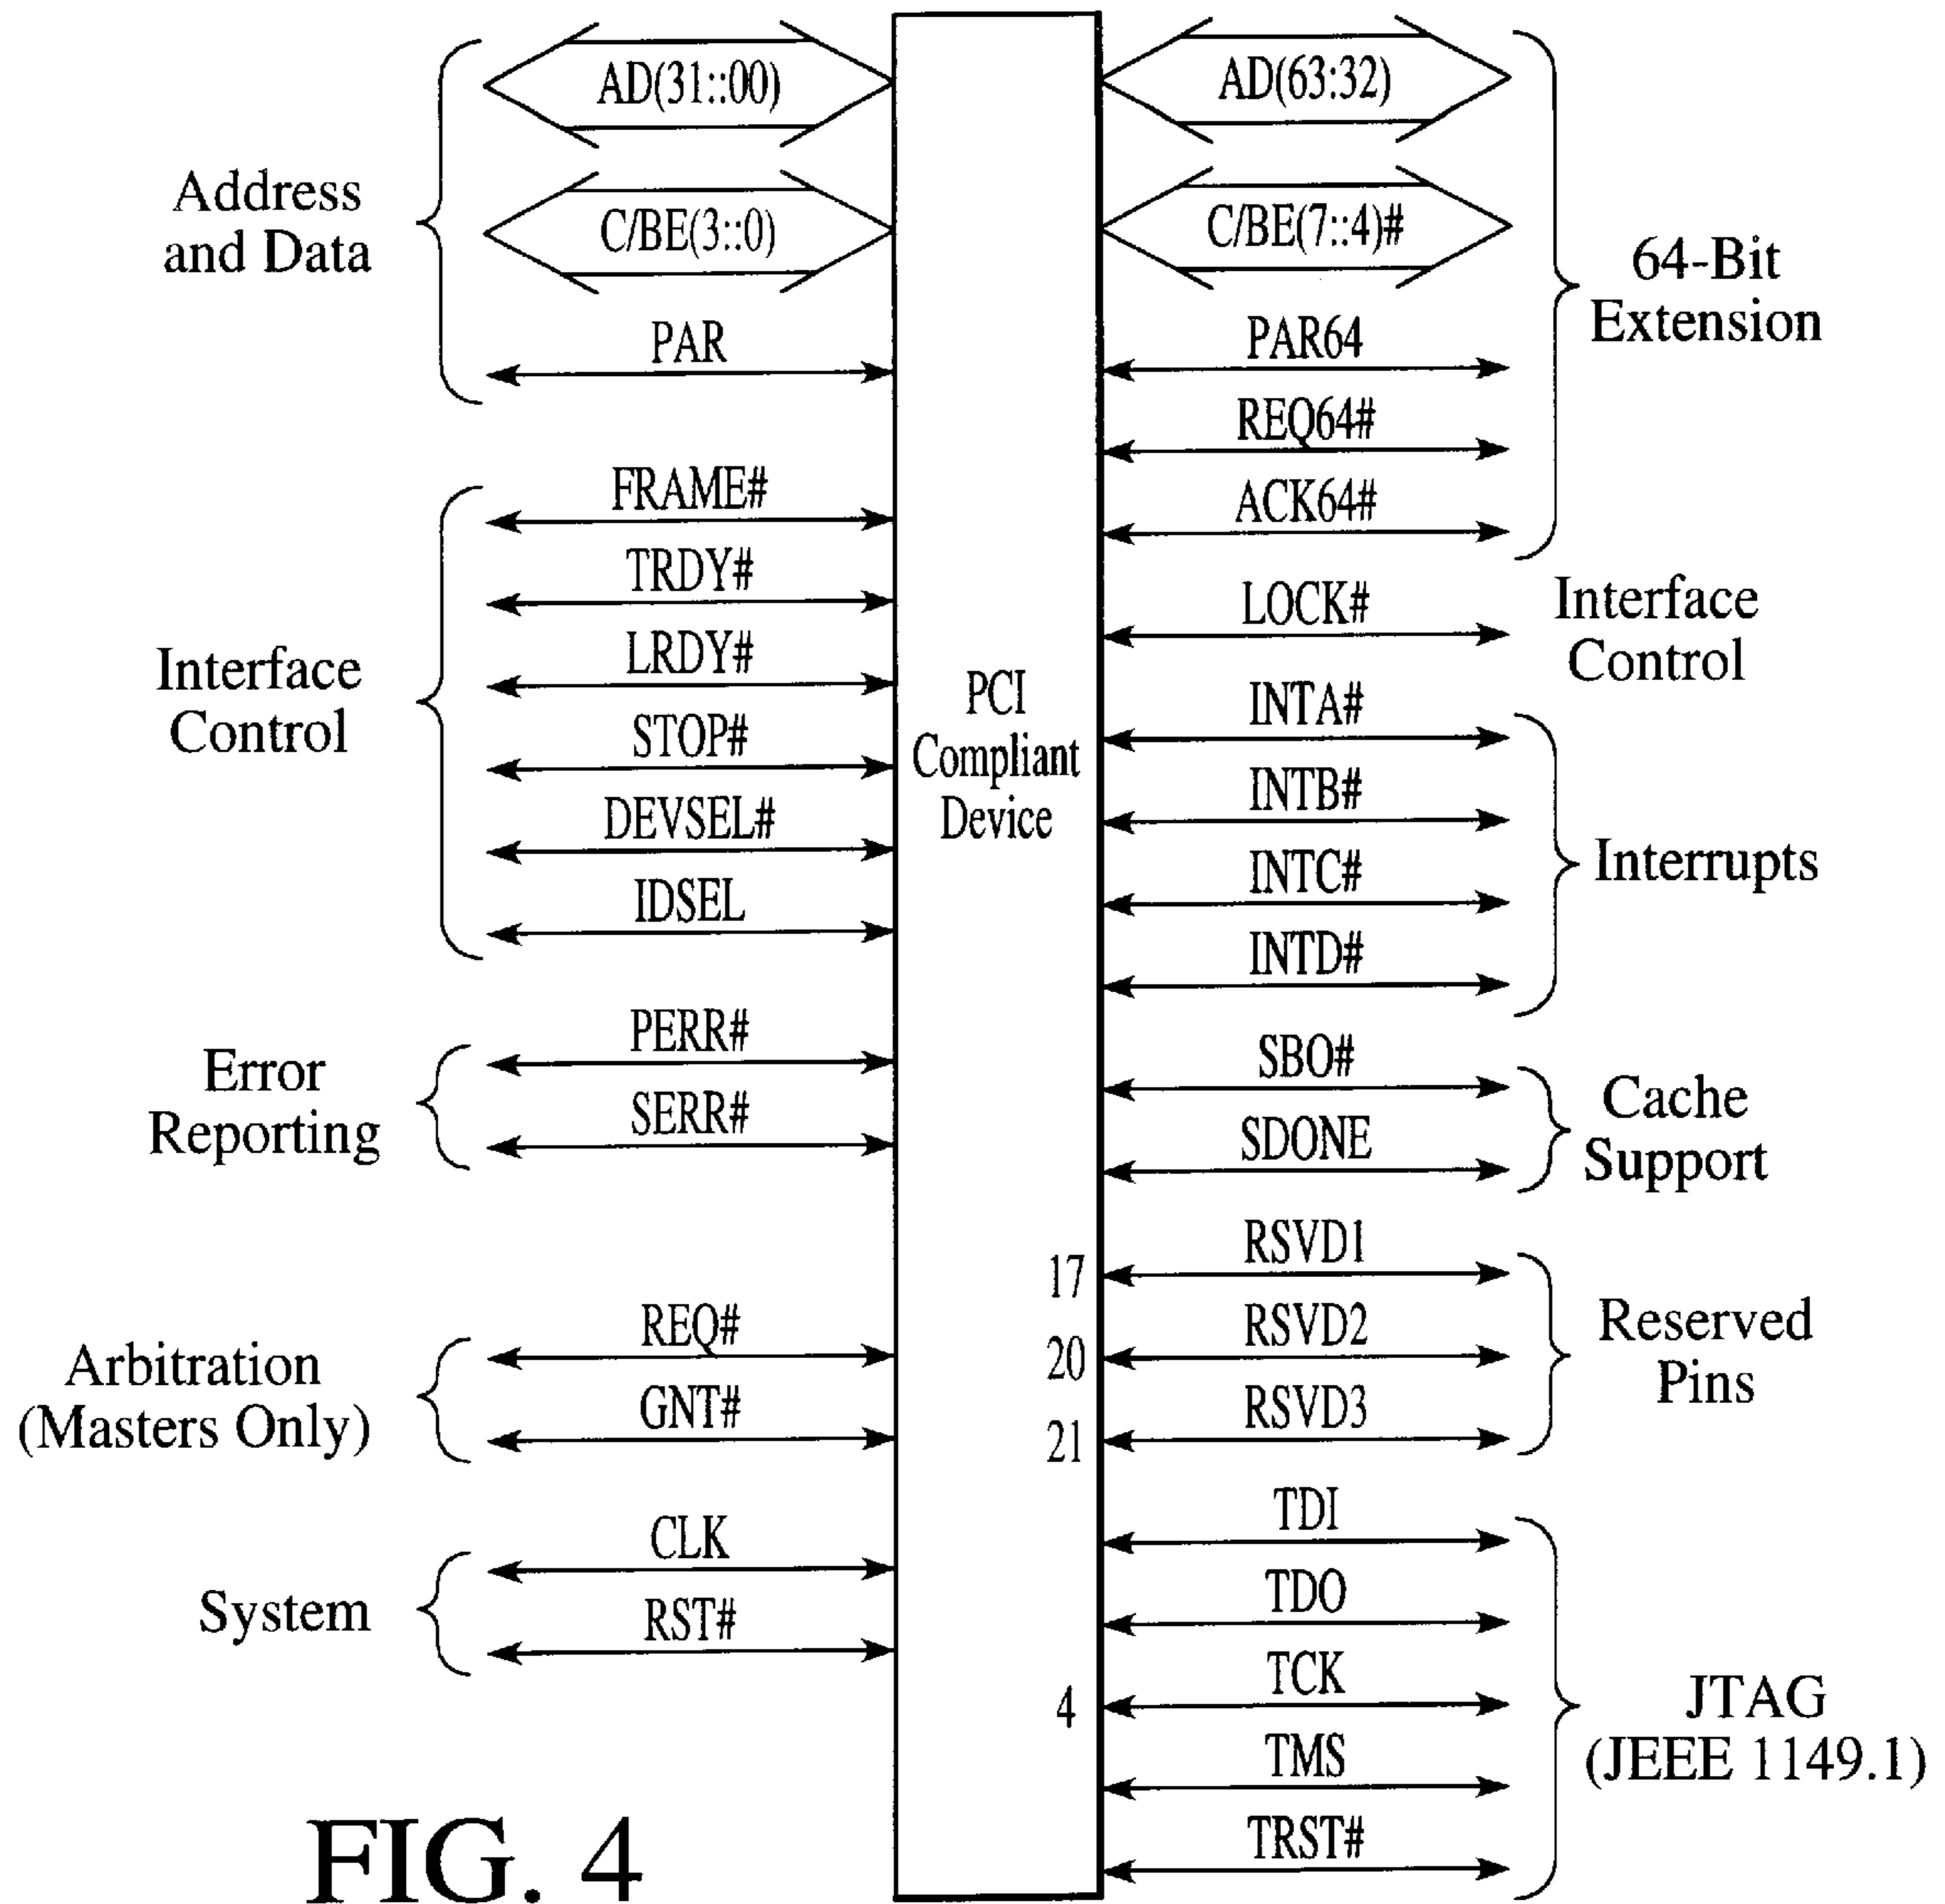 Address
and Data
AD(31::00)
C/BE(3::0)
PAR
Interface
Control
FRAME#
TRDY#
LRDY#
STOP#
DEVSEL#
IDSEL
Error
Reporting
PERR#
SERR#
Arbitration
(Masters Only)
REQ#
GNT#
System
CLK
RST#
PCI
Compliant
Device
17
20
21
4
AD(63:32)
C/BE(7::4)#
PAR64
REQ64#
ACK64#
64-Bit
Extension
LOCK#
Interface
Control
INTA#
INTB#
INTC#
INTD#
Interrupts
SBO#
SDONE
Cache
Support
RSVD1
RSVD2
RSVD3
Reserved
Pins
TDI
TDO
TCK
TMS
TRST#
JTAG
(JEEE 1149.1)
FIG. 4